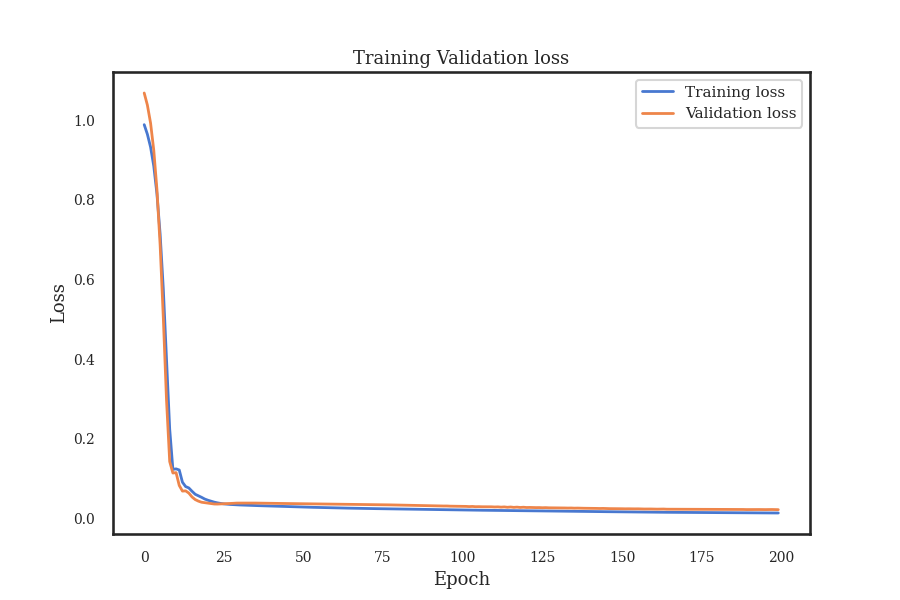 Training Validation loss
Training loss
Validation loss
1.0
0.8
0.6
0.4
0.2
0.0
Loss
0 25 50 75 100 125 150 175 200
Epoch